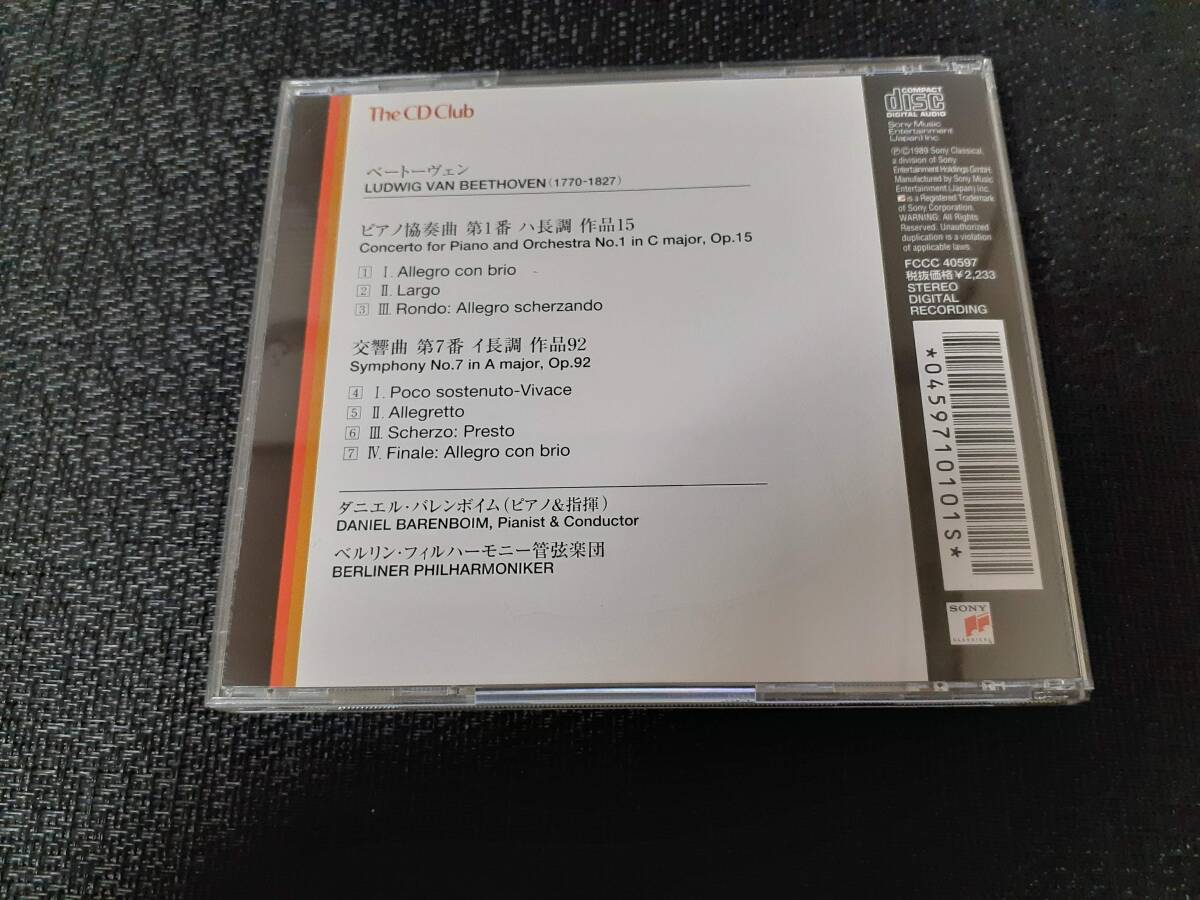 The CD Club
ベートーヴェン
LUDWIG VAN BEETHOVEN(1770-1827)
ピアノ協奏曲 第1番 ハ長調 作品15
Concerto for Piano and Orchestra No.1 in C major, Op.15
1 Ⅰ. Allegro con brio
2 Ⅱ. Largo
3 Ⅲ. Rondo: Allegro scherzando
交響曲 第7番 イ長調 作品92
Symphony No.7 in A major, Op.92
4 Ⅰ. Poco sostenuto-Vivace
5 Ⅱ. Allegretto
6 Ⅲ. Scherzo: Presto
7 Ⅳ. Finale: Allegro con brio
ダニエル・バレンボイム(ピアノ&指揮)
DANIEL BARENBOIM, Pianist & Conductor
ベルリン・フィルハーモニー管弦楽団
BERLINER PHILHARMONIKER
COMPACT
disc
DIGITAL AUDIO
Sony Music
Entertainment
(Japan) Inc.
℗©1989 Sony Classical,
a division of Sony
Entertainment Holdings GmbH.
Manufactured by Sony Music
Entertainment (Japan) Inc.
is a Registered Trademark
of Sony Corporation.
WARNING: All Rights
Reserved. Unauthorized
duplication is a violation
of applicable laws.
FCCC 40597
税抜価格¥2,233
STEREO
DIGITAL
RECORDING
*0459710101S*
SONY
CLASSICAL